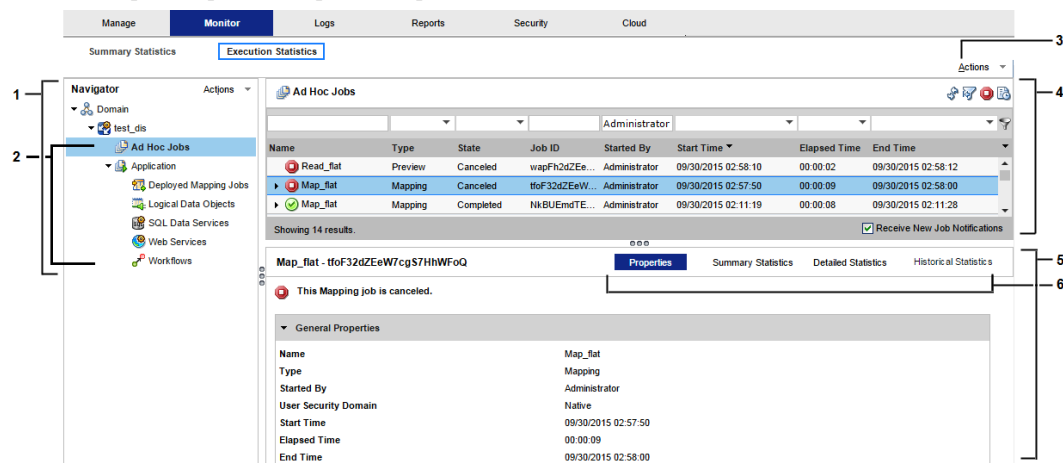 Manage Monitor Logs Reports Security Cloud
Summary Statistics Execution Statistics
3
Actions
1
Navigator Actions
Domain
test_dis
2
Ad Hoc Jobs
Application
Deployed Mapping Jobs
Logical Data Objects
SQL Data Services
Web Services
Workflows
Ad Hoc Jobs
4
Administrator
Name Type State Job ID Started By Start Time Elapsed Time End Time
Read_flat Preview Canceled wapFh2dZEe... Administrator 09/30/2015 02:58:10 00:00:02 09/30/2015 02:58:12
Map_flat Mapping Canceled tfoF32dZEeW... Administrator 09/30/2015 02:57:50 00:00:09 09/30/2015 02:58:00
Map_flat Mapping Completed NkBUEmdTE... Administrator 09/30/2015 02:11:19 00:00:08 09/30/2015 02:11:28
Showing 14 results. Receive New Job Notifications
Map_flat - tfoF32dZEeW7cgS7HhWFoQ Properties Summary Statistics Detailed Statistics Historical Statistics
5
6
This Mapping job is canceled.
General Properties
Name Map_flat
Type Mapping
Started By Administrator
User Security Domain Native
Start Time 09/30/2015 02:57:50
Elapsed Time 00:00:09
End Time 09/30/2015 02:58:00